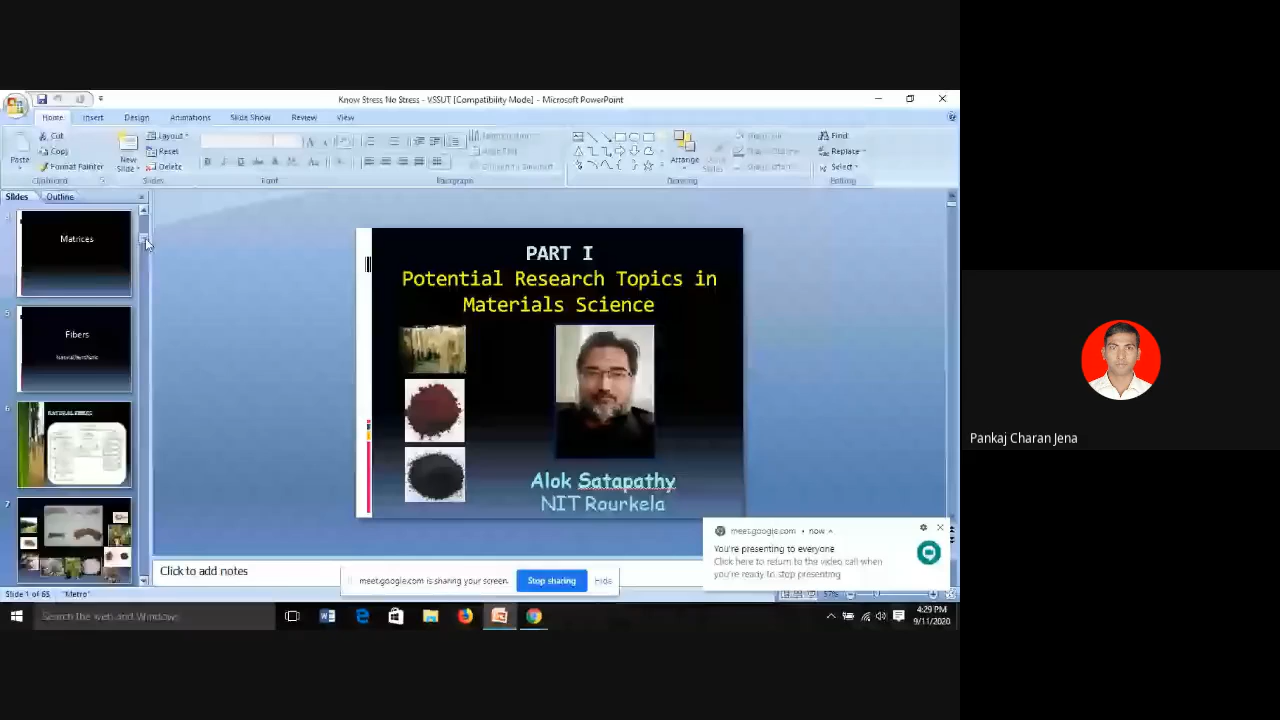 Know Stress No Stress - VSSUT [Compatibility Mode] - Microsoft PowerPoint
Home Insert Design Animations Slide Show Review View
Cut
Copy
Format Painter
Paste
Clipboard
New
Slide
Layout
Reset
Delete
Slides
Font
Paragraph
Arrange
Drawing
Find
Replace
Select
Editing
Slides Outline
Matrices
5
Fibers
6
7
PART I
Potential Research Topics in
Materials Science
Alok Satapathy
NIT Rourkela
Pankaj Charan Jena
meet.google.com • now
You're presenting to everyone
Click here to return to the video call when
you're ready to stop presenting
Click to add notes
meet.google.com is sharing your screen.
Stop sharing
Hide
Slide 1 of 65
"Metro"
57%
Search the web and Windows
4:29 PM
9/11/2020